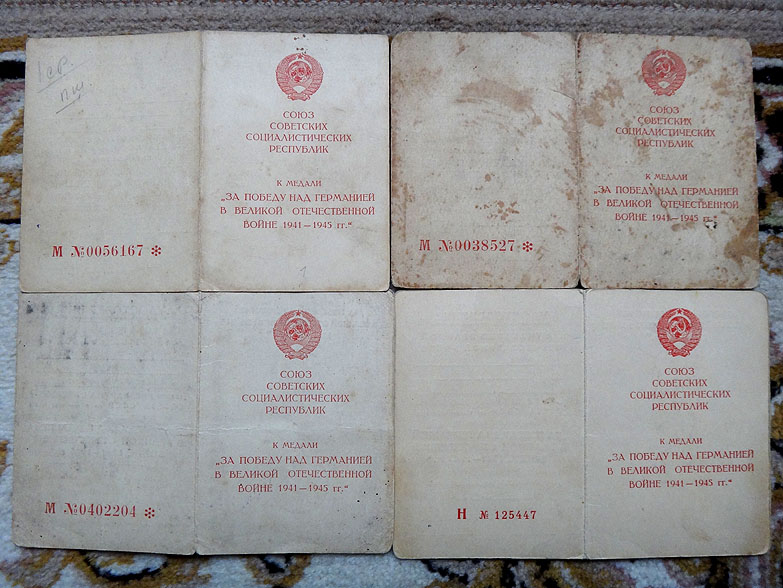 М №0056167 *
СОЮЗ
СОВЕТСКИХ
СОЦИАЛИСТИЧЕСКИХ
РЕСПУБЛИК
К МЕДАЛИ
„ЗА ПОБЕДУ НАД ГЕРМАНИЕЙ
В ВЕЛИКОЙ ОТЕЧЕСТВЕННОЙ
ВОЙНЕ 1941—1945 гг.“
М №0038527 *
СОЮЗ
СОВЕТСКИХ
СОЦИАЛИСТИЧЕСКИХ
РЕСПУБЛИК
К МЕДАЛИ
„ЗА ПОБЕДУ НАД ГЕРМАНИЕЙ
В ВЕЛИКОЙ ОТЕЧЕСТВЕННОЙ
ВОЙНЕ 1941—1945 гг.“
М №0402204 *
СОЮЗ
СОВЕТСКИХ
СОЦИАЛИСТИЧЕСКИХ
РЕСПУБЛИК
К МЕДАЛИ
„ЗА ПОБЕДУ НАД ГЕРМАНИЕЙ
В ВЕЛИКОЙ ОТЕЧЕСТВЕННОЙ
ВОЙНЕ 1941—1945 гг.“
Н № 125447
СОЮЗ
СОВЕТСКИХ
СОЦИАЛИСТИЧЕСКИХ
РЕСПУБЛИК
К МЕДАЛИ
„ЗА ПОБЕДУ НАД ГЕРМАНИЕЙ
В ВЕЛИКОЙ ОТЕЧЕСТВЕННОЙ
ВОЙНЕ 1941—1945 гг.“